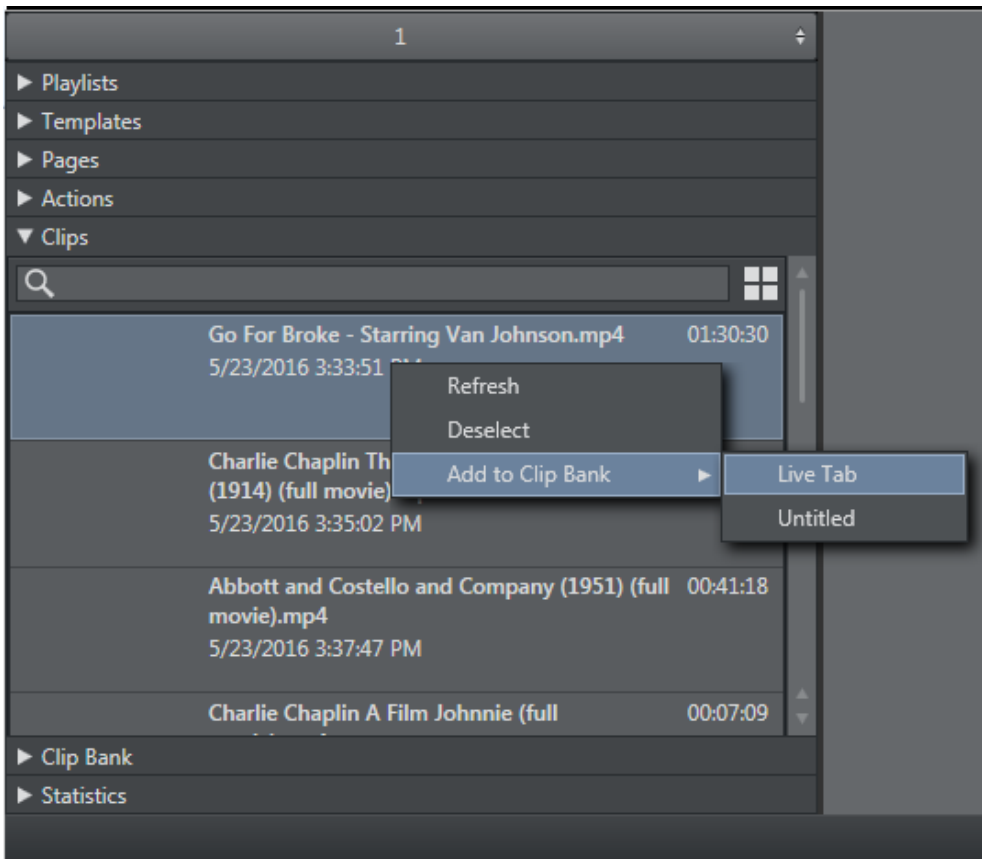 1
Playlists
Templates
Pages
Actions
Clips
Go For Broke - Starring Van Johnson.mp4 01:30:30
5/23/2016 3:33:51
Refresh
Deselect
Charlie Chaplin Th
Add to Clip Bank
Live Tab
(1914) (full movie)
Untitled
5/23/2016 3:35:02 PM
Abbott and Costello and Company (1951) (full 00:41:18
movie).mp4
5/23/2016 3:37:47 PM
Charlie Chaplin A Film Johnnie (full 00:07:09
Clip Bank
Statistics